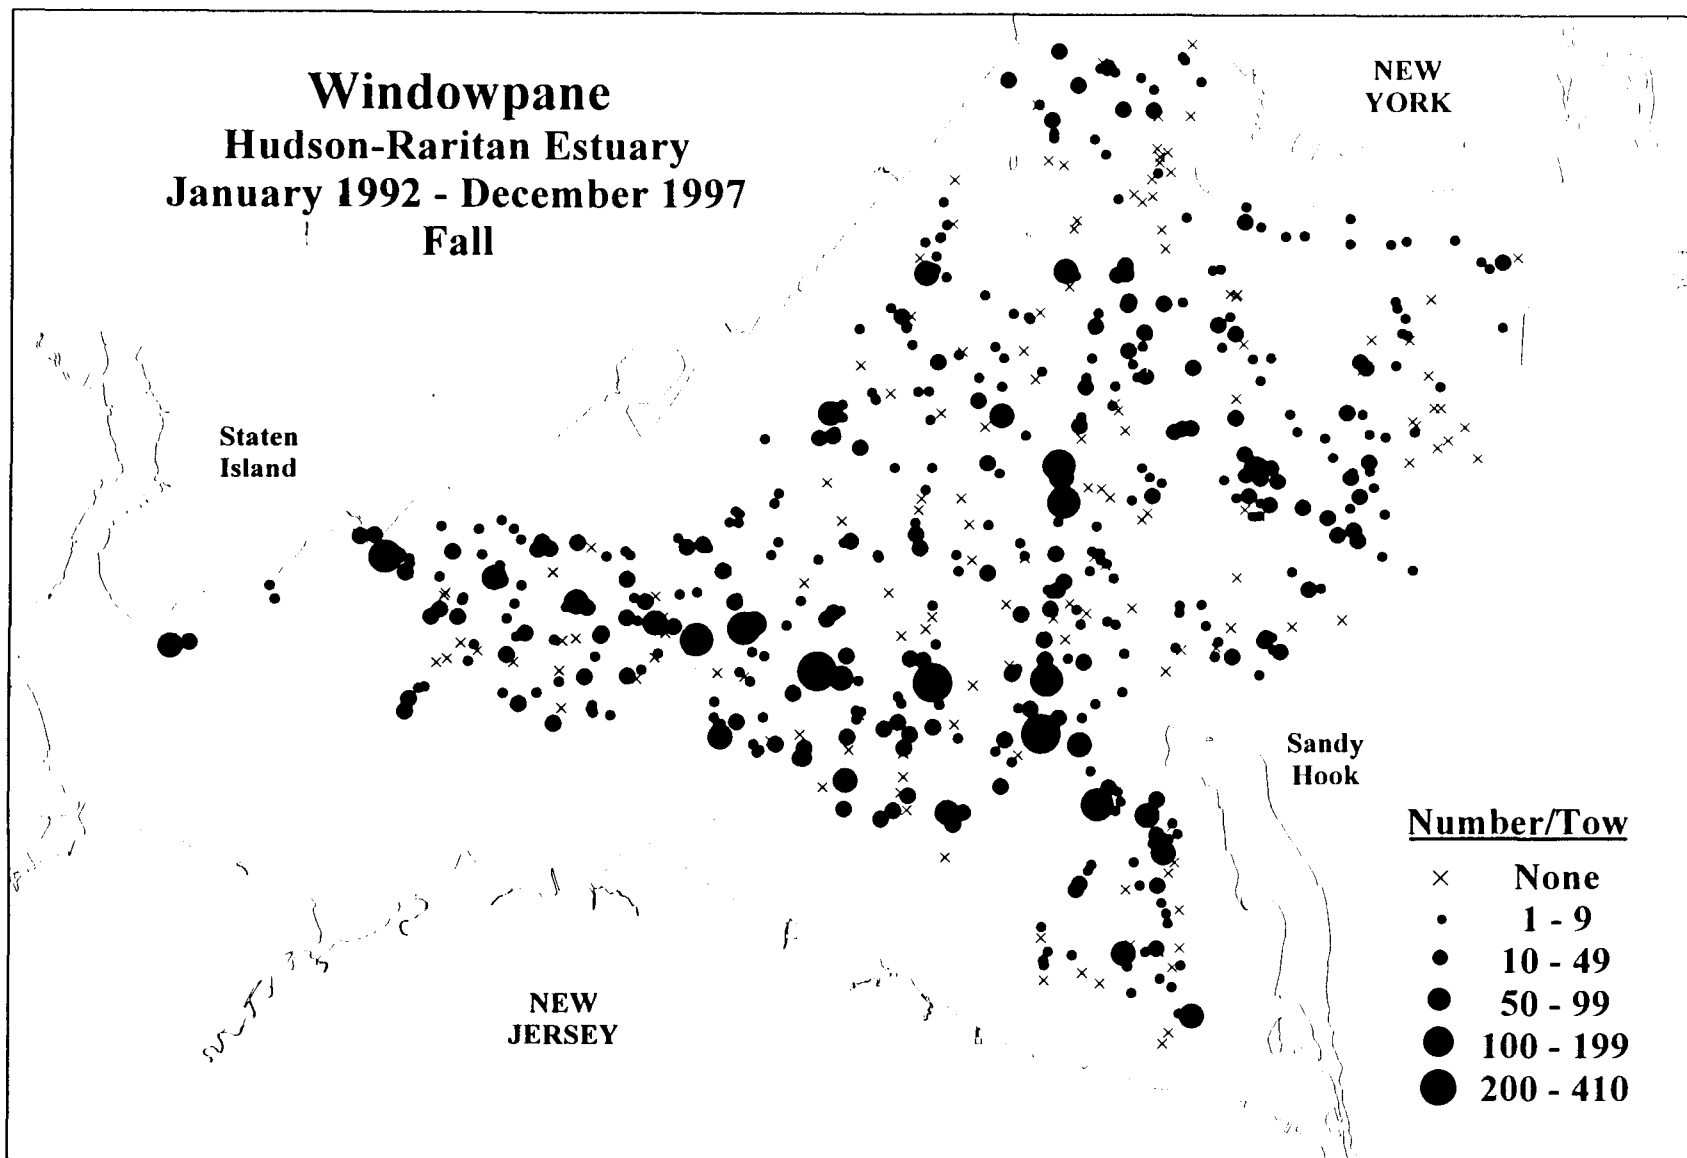 Windowpane
Hudson-Raritan Estuary
January 1992 - December 1997
Fall
NEW
YORK
Staten
Island
Sandy
Hook
NEW
JERSEY
Number/Tow
× None
1 - 9
10 - 49
50 - 99
100 - 199
200 - 410